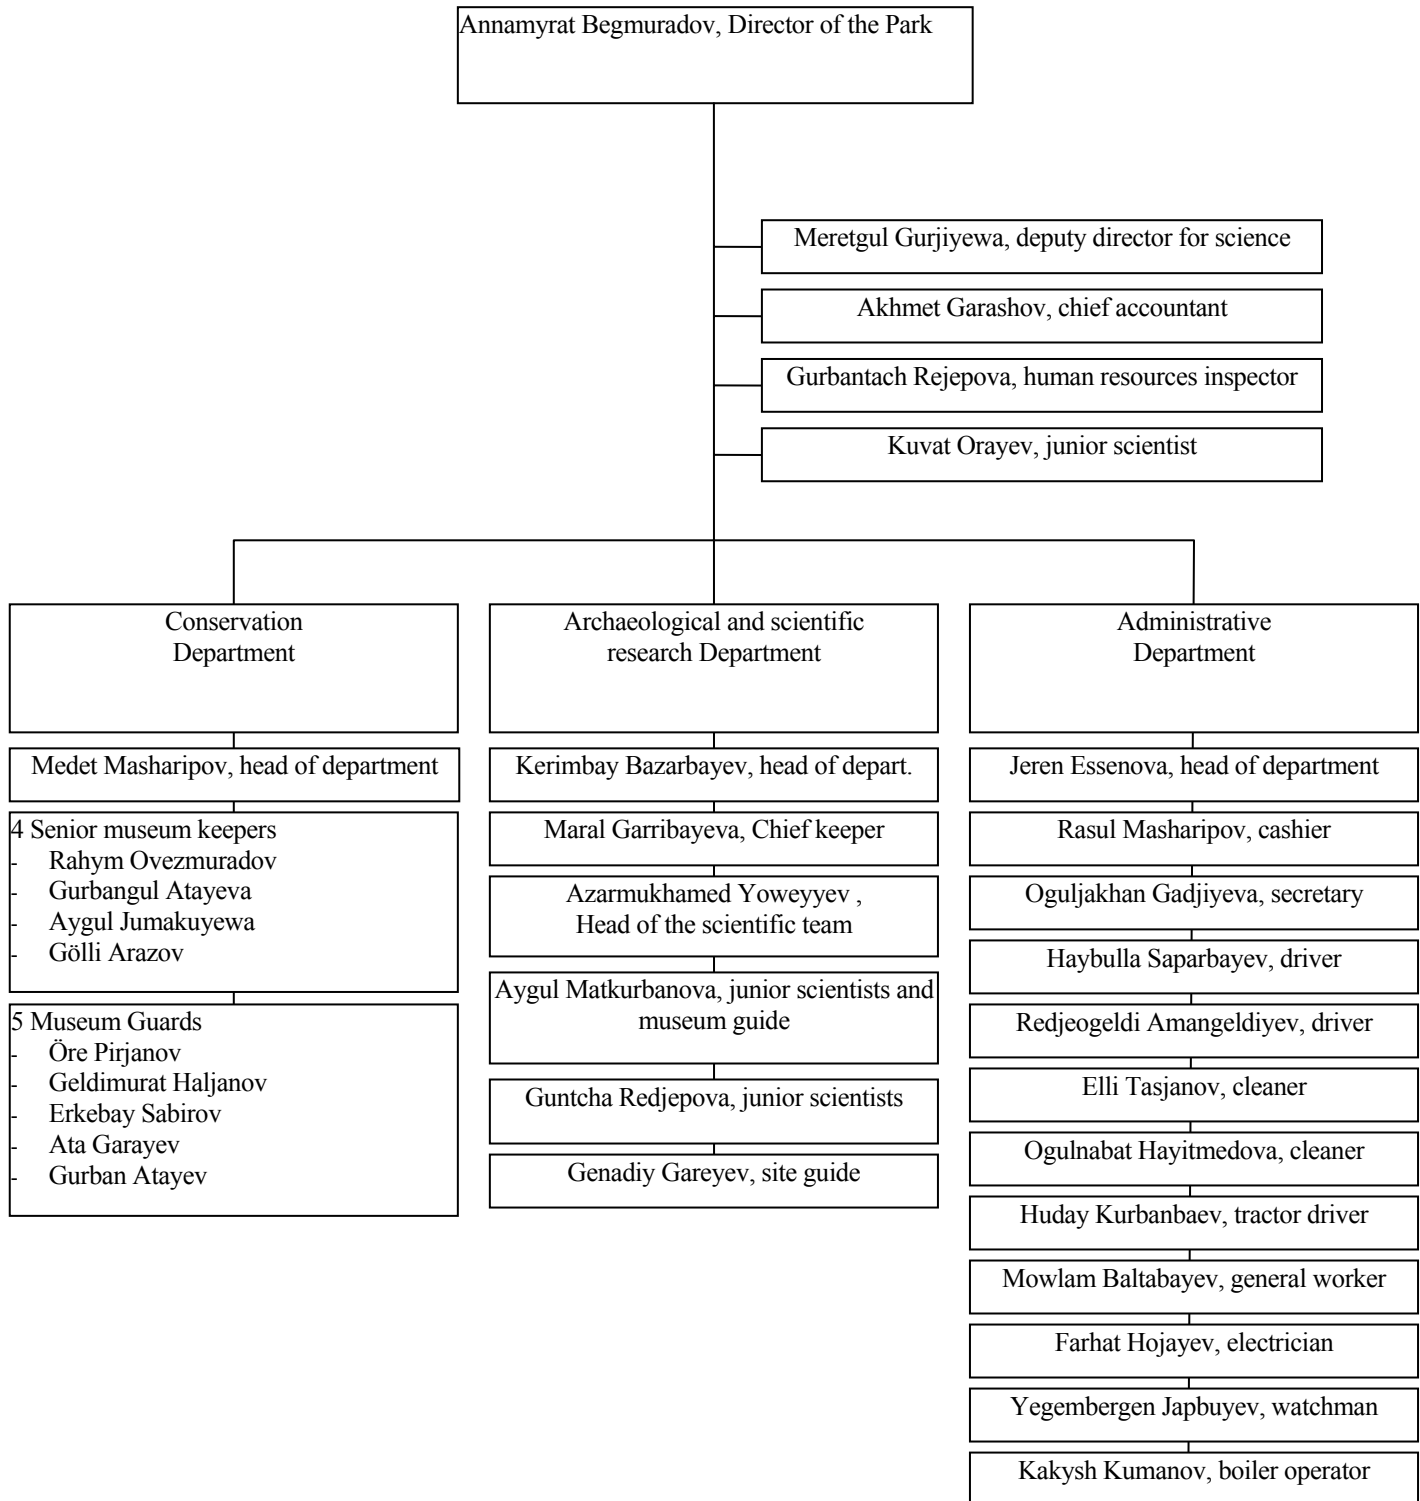 Annamyrat Begmuradov, Director of the Park
Meretgul Gurjiyewa, deputy director for science
Akhmet Garashov, chief accountant
Gurbantach Rejepova, human resources inspector
Kuvat Orayev, junior scientist
Conservation
Department
Medet Masharipov, head of department
4 Senior museum keepers
- Rahym Ovezmuradov
- Gurbangul Atayeva
- Aygul Jumakuyewa
- Gölli Arazov
5 Museum Guards
- Öre Pirjanov
- Geldimurat Haljanov
- Erkebay Sabirov
- Ata Garayev
- Gurban Atayev
Archaeological and scientific
research Department
Kerimbay Bazarbayev, head of depart.
Maral Garribayeva, Chief keeper
Azarmukhamed Yoweyyev ,
Head of the scientific team
Aygul Matkurbanova, junior scientists and
museum guide
Guntcha Redjepova, junior scientists
Genadiy Gareyev, site guide
Administrative
Department
Jeren Essenova, head of department
Rasul Masharipov, cashier
Oguljakhan Gadjiyeva, secretary
Haybulla Saparbayev, driver
Redjeogeldi Amangeldiyev, driver
Elli Tasjanov, cleaner
Ogulnabat Hayitmedova, cleaner
Huday Kurbanbaev, tractor driver
Mowlam Baltabayev, general worker
Farhat Hojayev, electrician
Yegembergen Japbuyev, watchman
Kakysh Kumanov, boiler operator